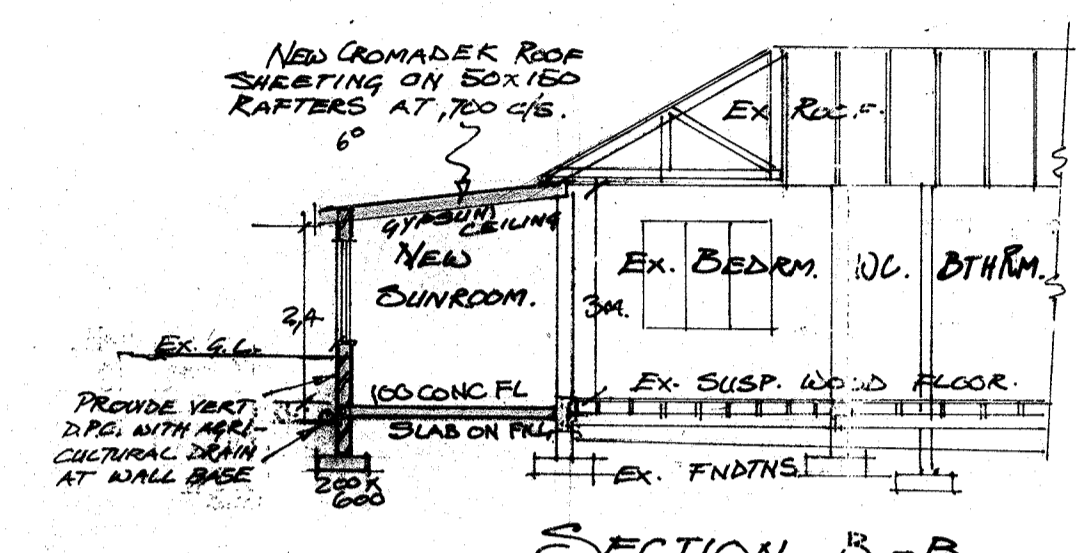 NEW CROMADEK ROOF
SHEETING ON 50x150
RAFTERS AT ,700 c/s.
6°
EX ROOF.
GYPSUM
CEILING
NEW
SUNROOM.
EX. BEDRM.
WC.
BTHRM.
2,4
EX. G.L.
PROVIDE VERT
D.P.C. WITH AGRI-
CULTURAL DRAIN
AT WALL BASE
100 CONC FL
SLAB ON FILL
EX. SUSP. WOOD FLOOR.
200 x
600
EX. FNDTNS.
SECTION B-B